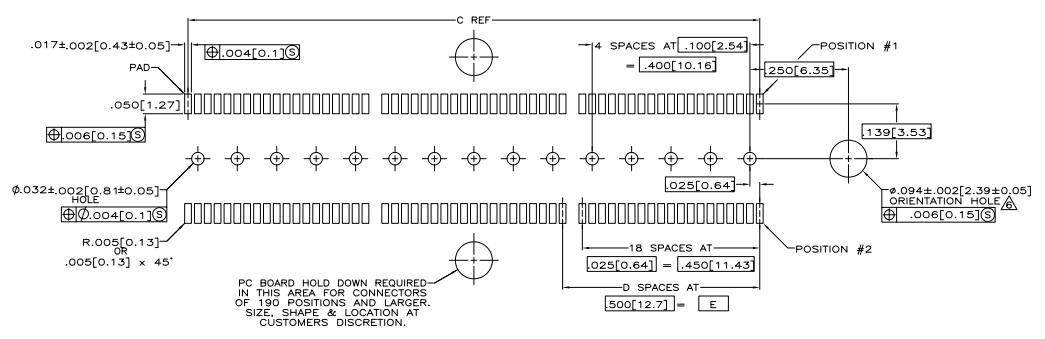 C REF
.017±.002[0.43±0.05]
⌖ .004[0.1]Ⓢ
4 SPACES AT .100[2.54]
= .400[10.16]
POSITION #1
PAD
.250[6.35]
.050[1.27]
⌖ .006[0.15]Ⓢ
.139[3.53]
.025[0.64]
ø.032±.002[0.81±0.05]
HOLE
⌖ ø.004[0.1]Ⓢ
ø.094±.002[2.39±0.05]
ORIENTATION HOLE 6
⌖ .006[0.15]Ⓢ
R.005[0.13]
OR
.005[0.13] x 45°
18 SPACES AT
.025[0.64] = .450[11.43]
POSITION #2
D SPACES AT
.500[12.7] = E
PC BOARD HOLD DOWN REQUIRED
IN THIS AREA FOR CONNECTORS
OF 190 POSITIONS AND LARGER.
SIZE, SHAPE & LOCATION AT
CUSTOMERS DISCRETION.